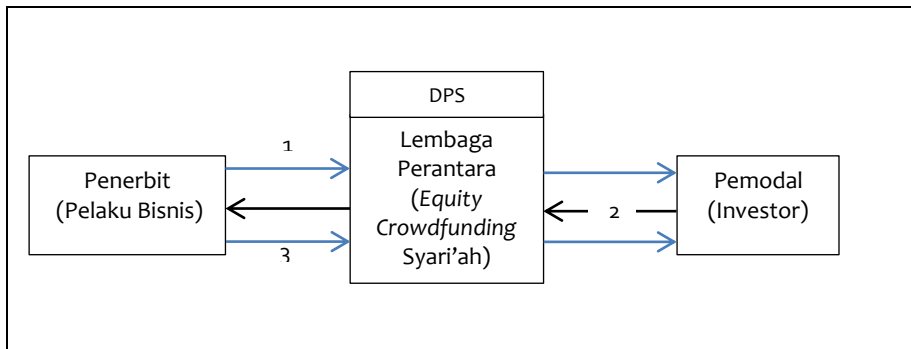 DPS
1
Lembaga
Perantara
(Equity
Crowdfunding
Syari’ah)
Penerbit
(Pelaku Bisnis)
2
Pemodal
(Investor)
3